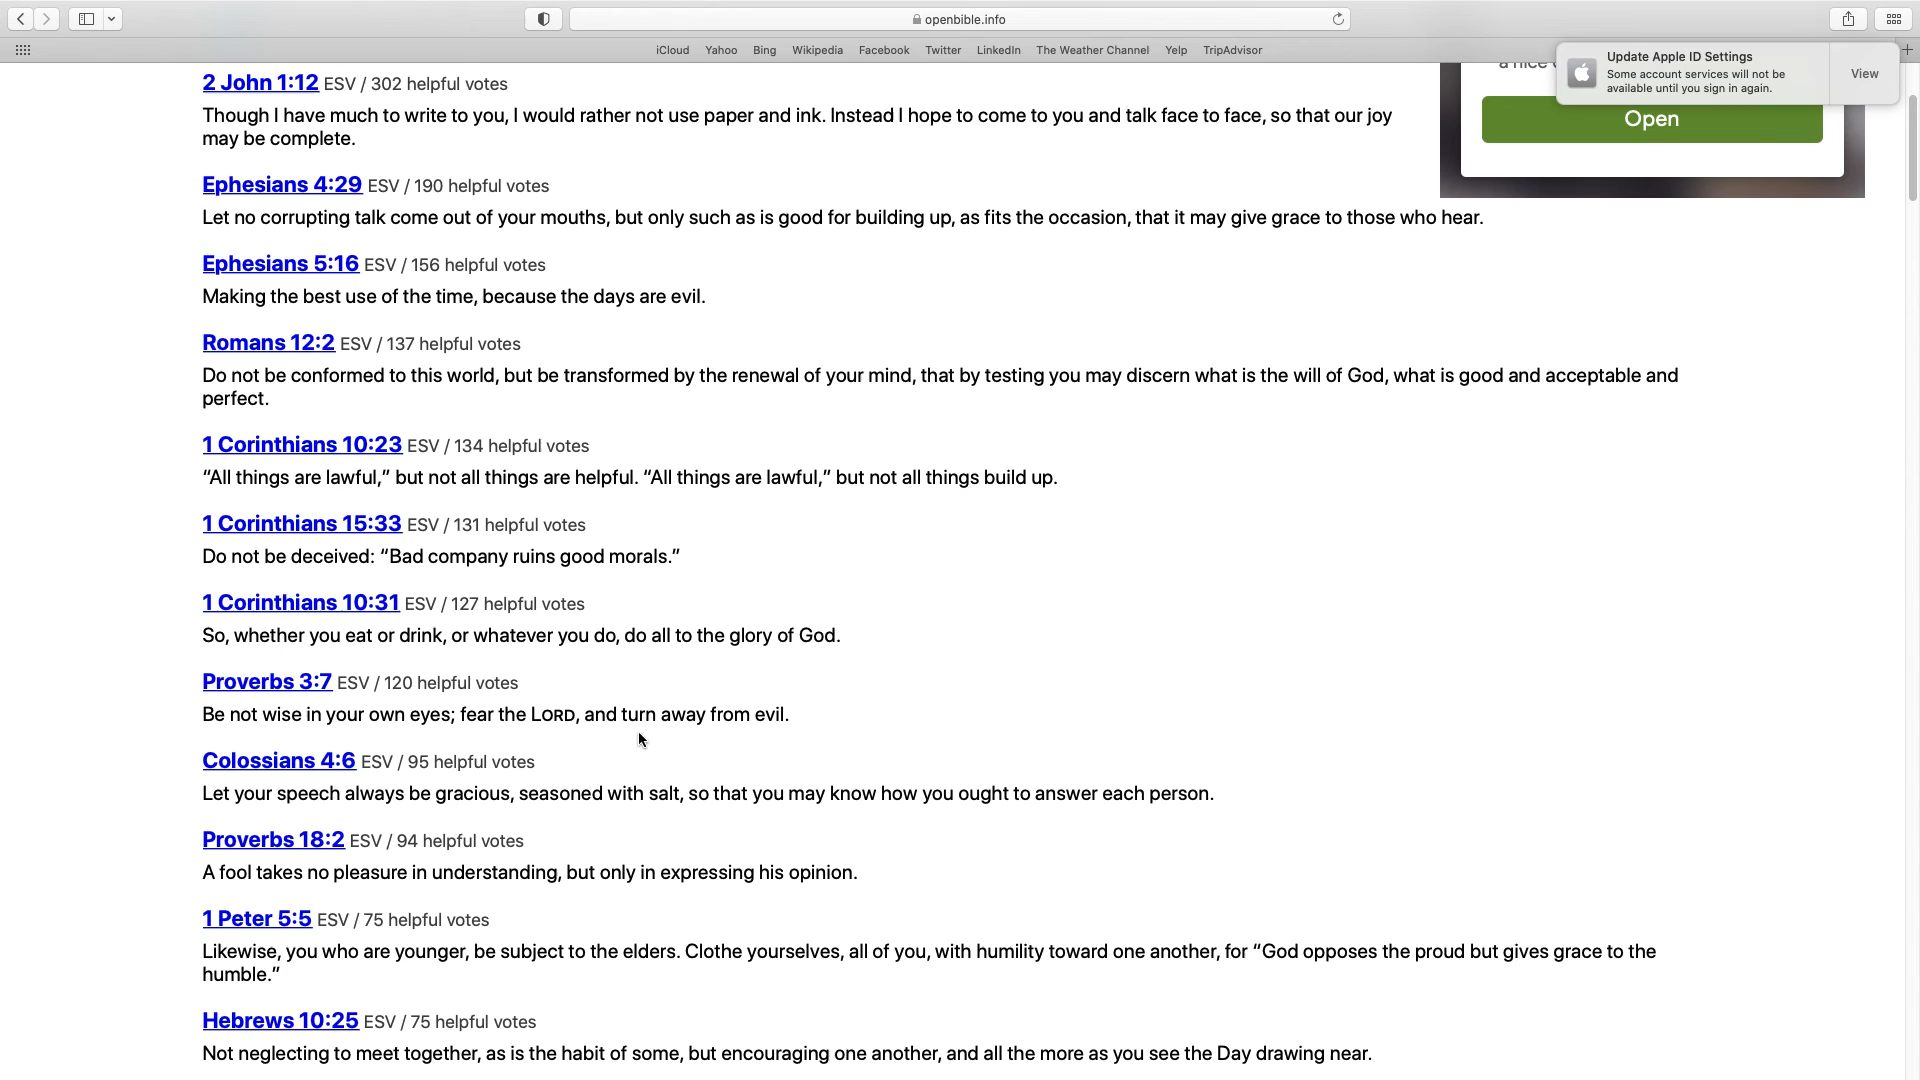 openbible.info
iCloud Yahoo Bing Wikipedia Facebook Twitter LinkedIn The Weather Channel Yelp TripAdvisor
Update Apple ID Settings
Some account services will not be
available until you sign in again.
View
a nice
Open
2 John 1:12 ESV / 302 helpful votes
Though I have much to write to you, I would rather not use paper and ink. Instead I hope to come to you and talk face to face, so that our joy
may be complete.
Ephesians 4:29 ESV / 190 helpful votes
Let no corrupting talk come out of your mouths, but only such as is good for building up, as fits the occasion, that it may give grace to those who hear.
Ephesians 5:16 ESV / 156 helpful votes
Making the best use of the time, because the days are evil.
Romans 12:2 ESV / 137 helpful votes
Do not be conformed to this world, but be transformed by the renewal of your mind, that by testing you may discern what is the will of God, what is good and acceptable and
perfect.
1 Corinthians 10:23 ESV / 134 helpful votes
“All things are lawful,” but not all things are helpful. “All things are lawful,” but not all things build up.
1 Corinthians 15:33 ESV / 131 helpful votes
Do not be deceived: “Bad company ruins good morals.”
1 Corinthians 10:31 ESV / 127 helpful votes
So, whether you eat or drink, or whatever you do, do all to the glory of God.
Proverbs 3:7 ESV / 120 helpful votes
Be not wise in your own eyes; fear the LORD, and turn away from evil.
Colossians 4:6 ESV / 95 helpful votes
Let your speech always be gracious, seasoned with salt, so that you may know how you ought to answer each person.
Proverbs 18:2 ESV / 94 helpful votes
A fool takes no pleasure in understanding, but only in expressing his opinion.
1 Peter 5:5 ESV / 75 helpful votes
Likewise, you who are younger, be subject to the elders. Clothe yourselves, all of you, with humility toward one another, for “God opposes the proud but gives grace to the
humble.”
Hebrews 10:25 ESV / 75 helpful votes
Not neglecting to meet together, as is the habit of some, but encouraging one another, and all the more as you see the Day drawing near.